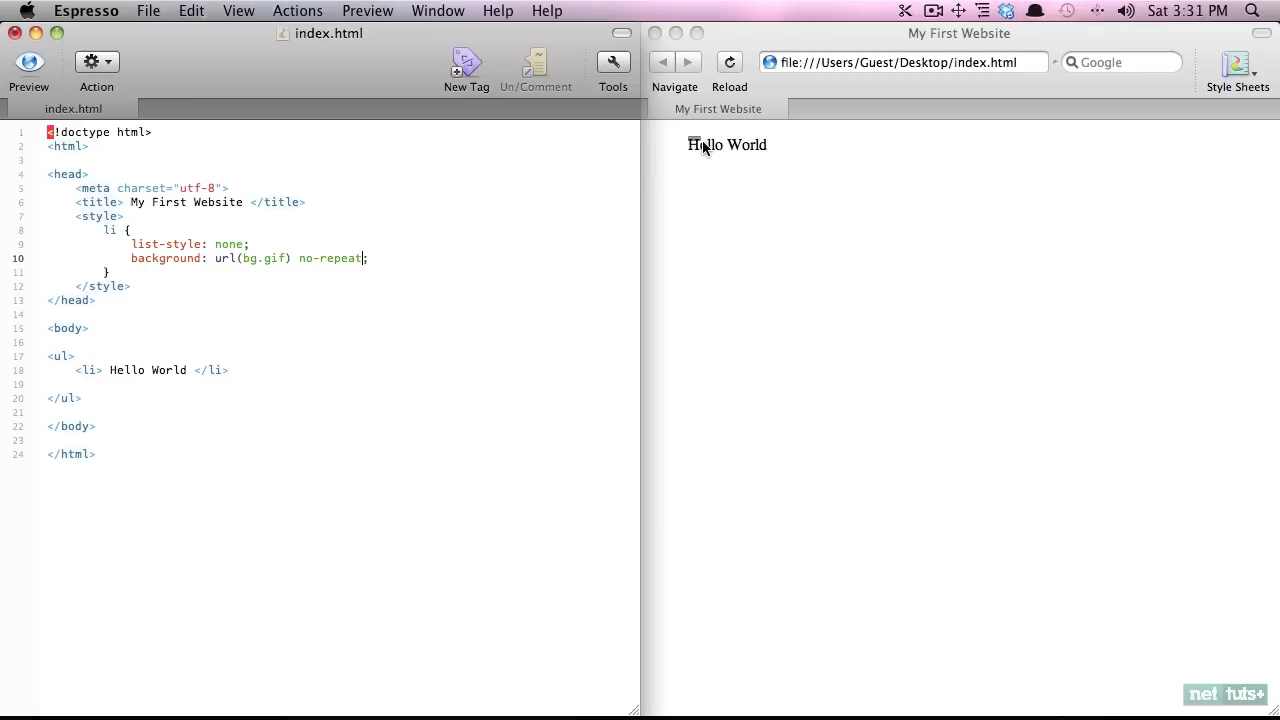 Espresso File Edit View Actions Preview Window Help Help Sat 3:31 PM
index.html
My First Website
Preview
Action
New Tag
Un/Comment
Tools
file:///Users/Guest/Desktop/index.html
Google
Navigate
Reload
Style Sheets
index.html
My First Website
1 <!doctype html>
2 <html>
3
4 <head>
5 <meta charset="utf-8">
6 <title> My First Website </title>
7 <style>
8 li {
9 list-style: none;
10 background: url(bg.gif) no-repeat;
11 }
12 </style>
13 </head>
14
15 <body>
16
17 <ul>
18 <li> Hello World </li>
19
20 </ul>
21
22 </body>
23
24 </html>
Hello World
net tuts+